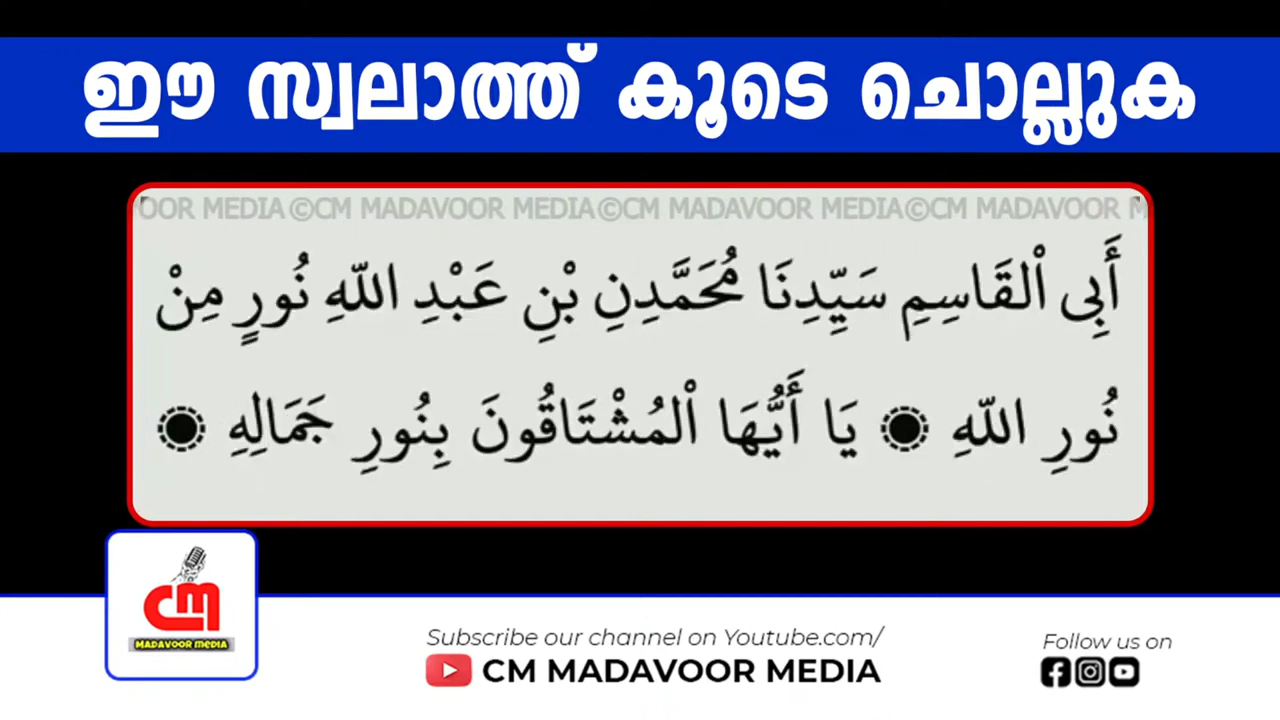 ഈ സ്വലാത്ത് കൂടെ ചൊല്ലുക
OOR MEDIA ©CM MADAVOOR MEDIA ©CM MADAVOOR MEDIA ©CM MADAVOOR M
أَبِى الْقَاسِمِ سَيِّدِنَا مُحَمَّدِنِ بْنِ عَبْدِ اللّٰهِ نُورٍ مِنْ
نُورِ اللّٰهِ ۞ يَا أَيُّهَا الْمُشْتَاقُونَ بِنُورِ جَمَالِهِ ۞
CM
MADAVOOR MEDIA
Subscribe our channel on Youtube.com/
CM MADAVOOR MEDIA
Follow us on